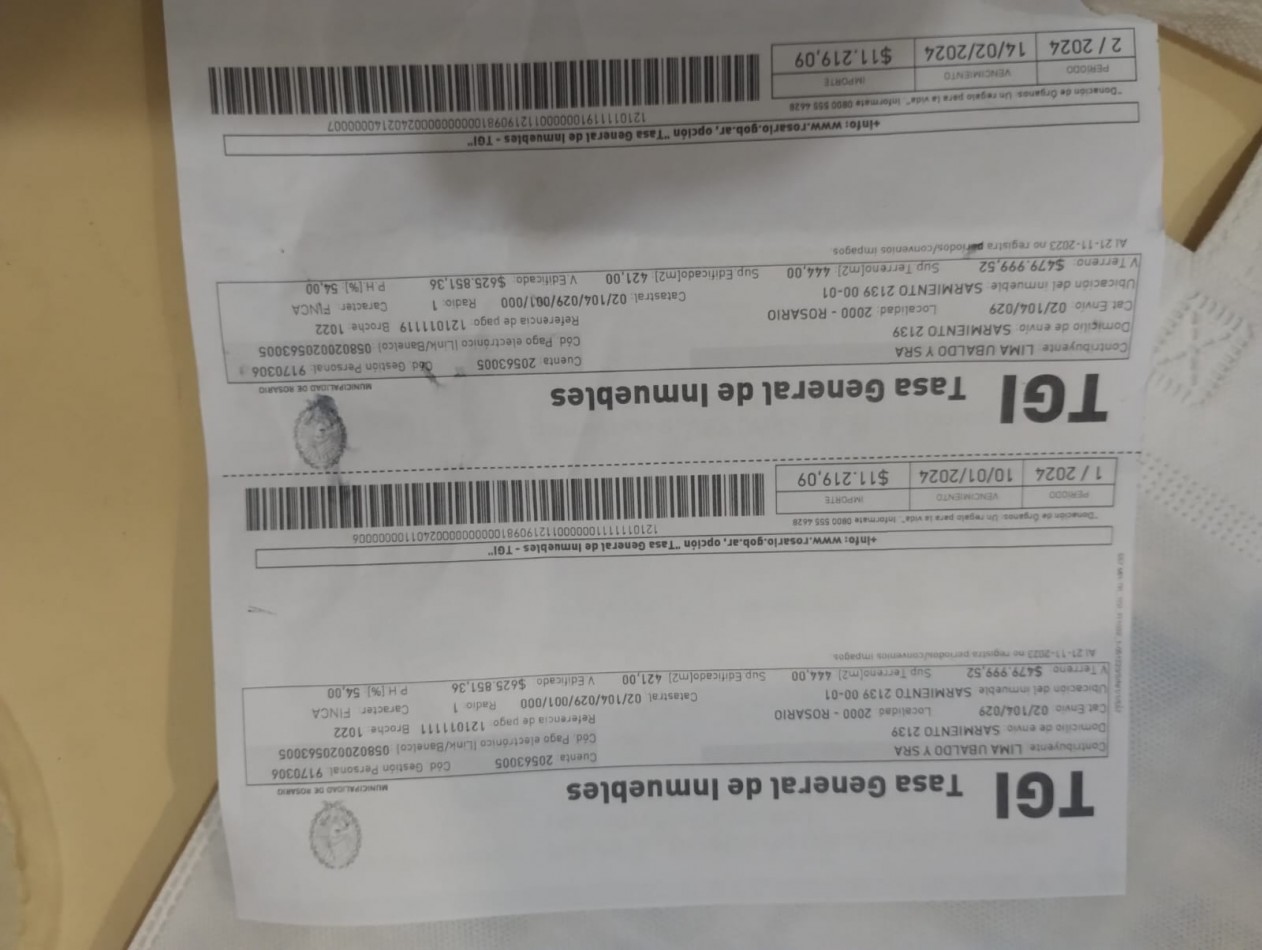 TGI Tasa General de Inmuebles
MUNICIPALIDAD DE ROSARIO
Contribuyente: LIMA UBALDO Y SRA Cuenta: 20563005 Cód. Gestión Personal: 9170306
Domicilio de envío: SARMIENTO 2139 Cód. Pago electrónico [Link/Banelco]: 058020020563005
Cat Envío: 02/104/029 Localidad: 2000 - ROSARIO Referencia de pago: 121011111 Broche: 1022
Ubicación del inmueble: SARMIENTO 2139 00-01 Catastral: 02/104/029/001/000 Radio: 1 Caracter: FINCA
V.Terreno: $479.999,52 Sup Terreno[m2]: 444,00 Sup Edificado[m2]: 421,00 V.Edificado: $625.851,36 P.H [%]: 54,00
Al 21-11-2023 no registra períodos/convenios impagos.
+info: www.rosario.gob.ar, opción "Tasa General de Inmuebles - TGI"
"Donación de Órganos: Un regalo para la vida". Informate 0800 555 4628
PERIODO VENCIMIENTO IMPORTE
1 / 2024 10/01/2024 $11.219,09
TGI Tasa General de Inmuebles
MUNICIPALIDAD DE ROSARIO
Contribuyente: LIMA UBALDO Y SRA Cuenta: 20563005 Cód. Gestión Personal: 9170306
Domicilio de envío: SARMIENTO 2139 Cód. Pago electrónico [Link/Banelco]: 058020020563005
Cat Envío: 02/104/029 Localidad: 2000 - ROSARIO Referencia de pago: 121011119 Broche: 1022
Ubicación del inmueble: SARMIENTO 2139 00-01 Catastral: 02/104/029/001/000 Radio: 1 Caracter: FINCA
V.Terreno: $479.999,52 Sup Terreno[m2]: 444,00 Sup Edificado[m2]: 421,00 V.Edificado: $625.851,36 P.H [%]: 54,00
Al 21-11-2023 no registra períodos/convenios impagos.
+info: www.rosario.gob.ar, opción "Tasa General de Inmuebles - TGI"
"Donación de Órganos: Un regalo para la vida". Informate 0800 555 4628
PERIODO VENCIMIENTO IMPORTE
2 / 2024 14/02/2024 $11.219,09